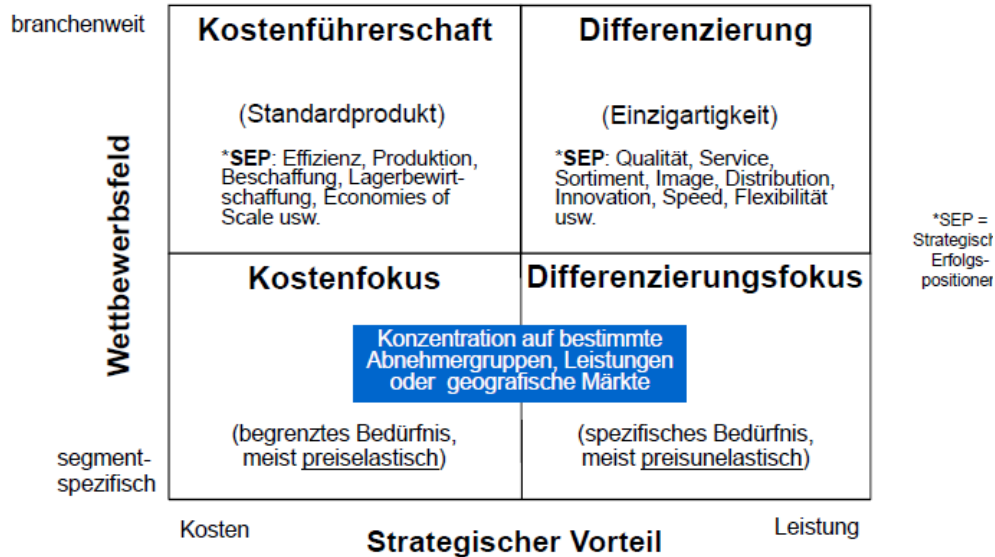 branchenweit
Kostenführerschaft
Differenzierung
(Standardprodukt)
(Einzigartigkeit)
*SEP: Effizienz, Produktion,
Beschaffung, Lagerbewirt-
schaffung, Economies of
Scale usw.
*SEP: Qualität, Service,
Sortiment, Image, Distribution,
Innovation, Speed, Flexibilität
usw.
Wettbewerbsfeld
*SEP =
Strategisch
Erfolgs-
positionen
Kostenfokus
Differenzierungsfokus
Konzentration auf bestimmte
Abnehmergruppen, Leistungen
oder geografische Märkte
(begrenztes Bedürfnis,
meist preiselastisch)
(spezifisches Bedürfnis,
meist preisunelastisch)
segment-
spezifisch
Kosten
Strategischer Vorteil
Leistung